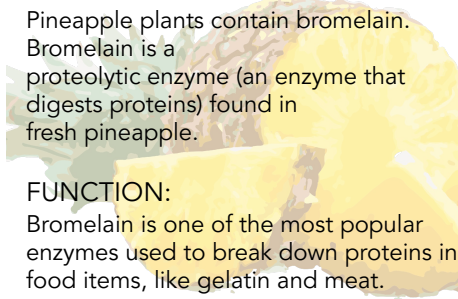 Pineapple plants contain bromelain.
Bromelain is a
proteolytic enzyme (an enzyme that
digests proteins) found in
fresh pineapple.
FUNCTION:
Bromelain is one of the most popular
enzymes used to break down proteins in
food items, like gelatin and meat.